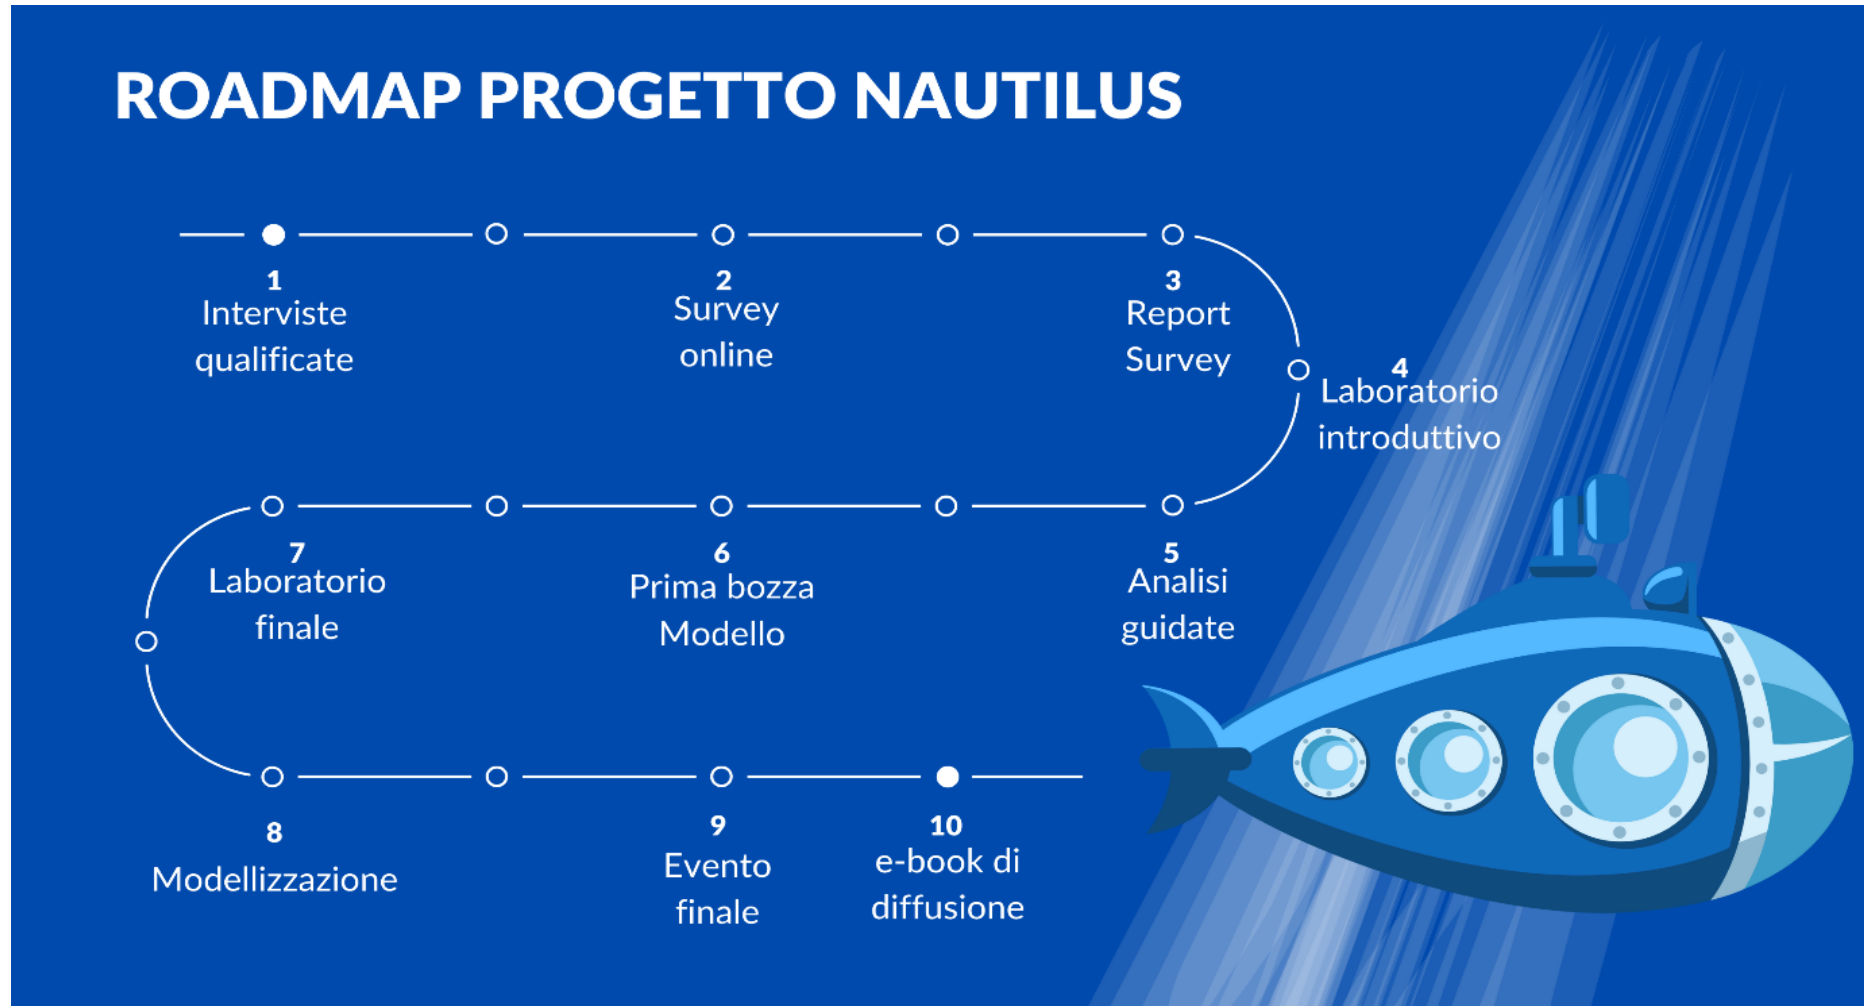 ROADMAP PROGETTO NAUTILUS
1
Interviste
qualificate
2
Survey
online
3
Report
Survey
4
Laboratorio
introduttivo
5
Analisi
guidate
6
Prima bozza
Modello
7
Laboratorio
finale
8
Modellizzazione
9
Evento
finale
10
e-book di
diffusione